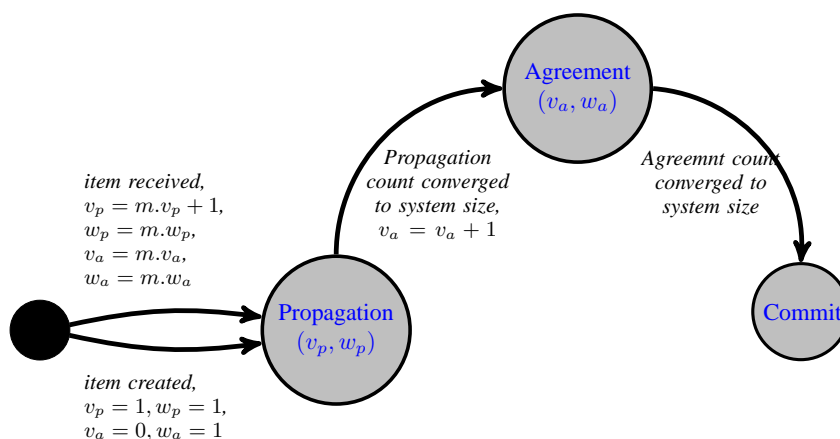 Agreement
(v_a, w_a)
Propagation
count converged
to system size,
v_a = v_a + 1
Agreemnt count
converged to
system size
item received,
v_p = m.v_p + 1,
w_p = m.w_p,
v_a = m.v_a,
w_a = m.w_a
Propagation
(v_p, w_p)
Commit
item created,
v_p = 1, w_p = 1,
v_a = 0, w_a = 1